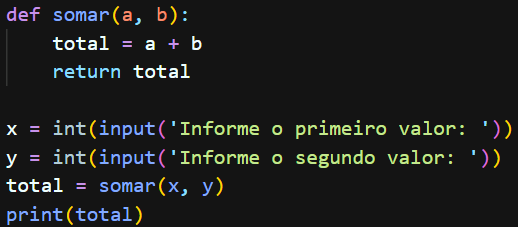 def somar(a, b):
    total = a + b
    return total

x = int(input('Informe o primeiro valor: '))
y = int(input('Informe o segundo valor: '))
total = somar(x, y)
print(total)